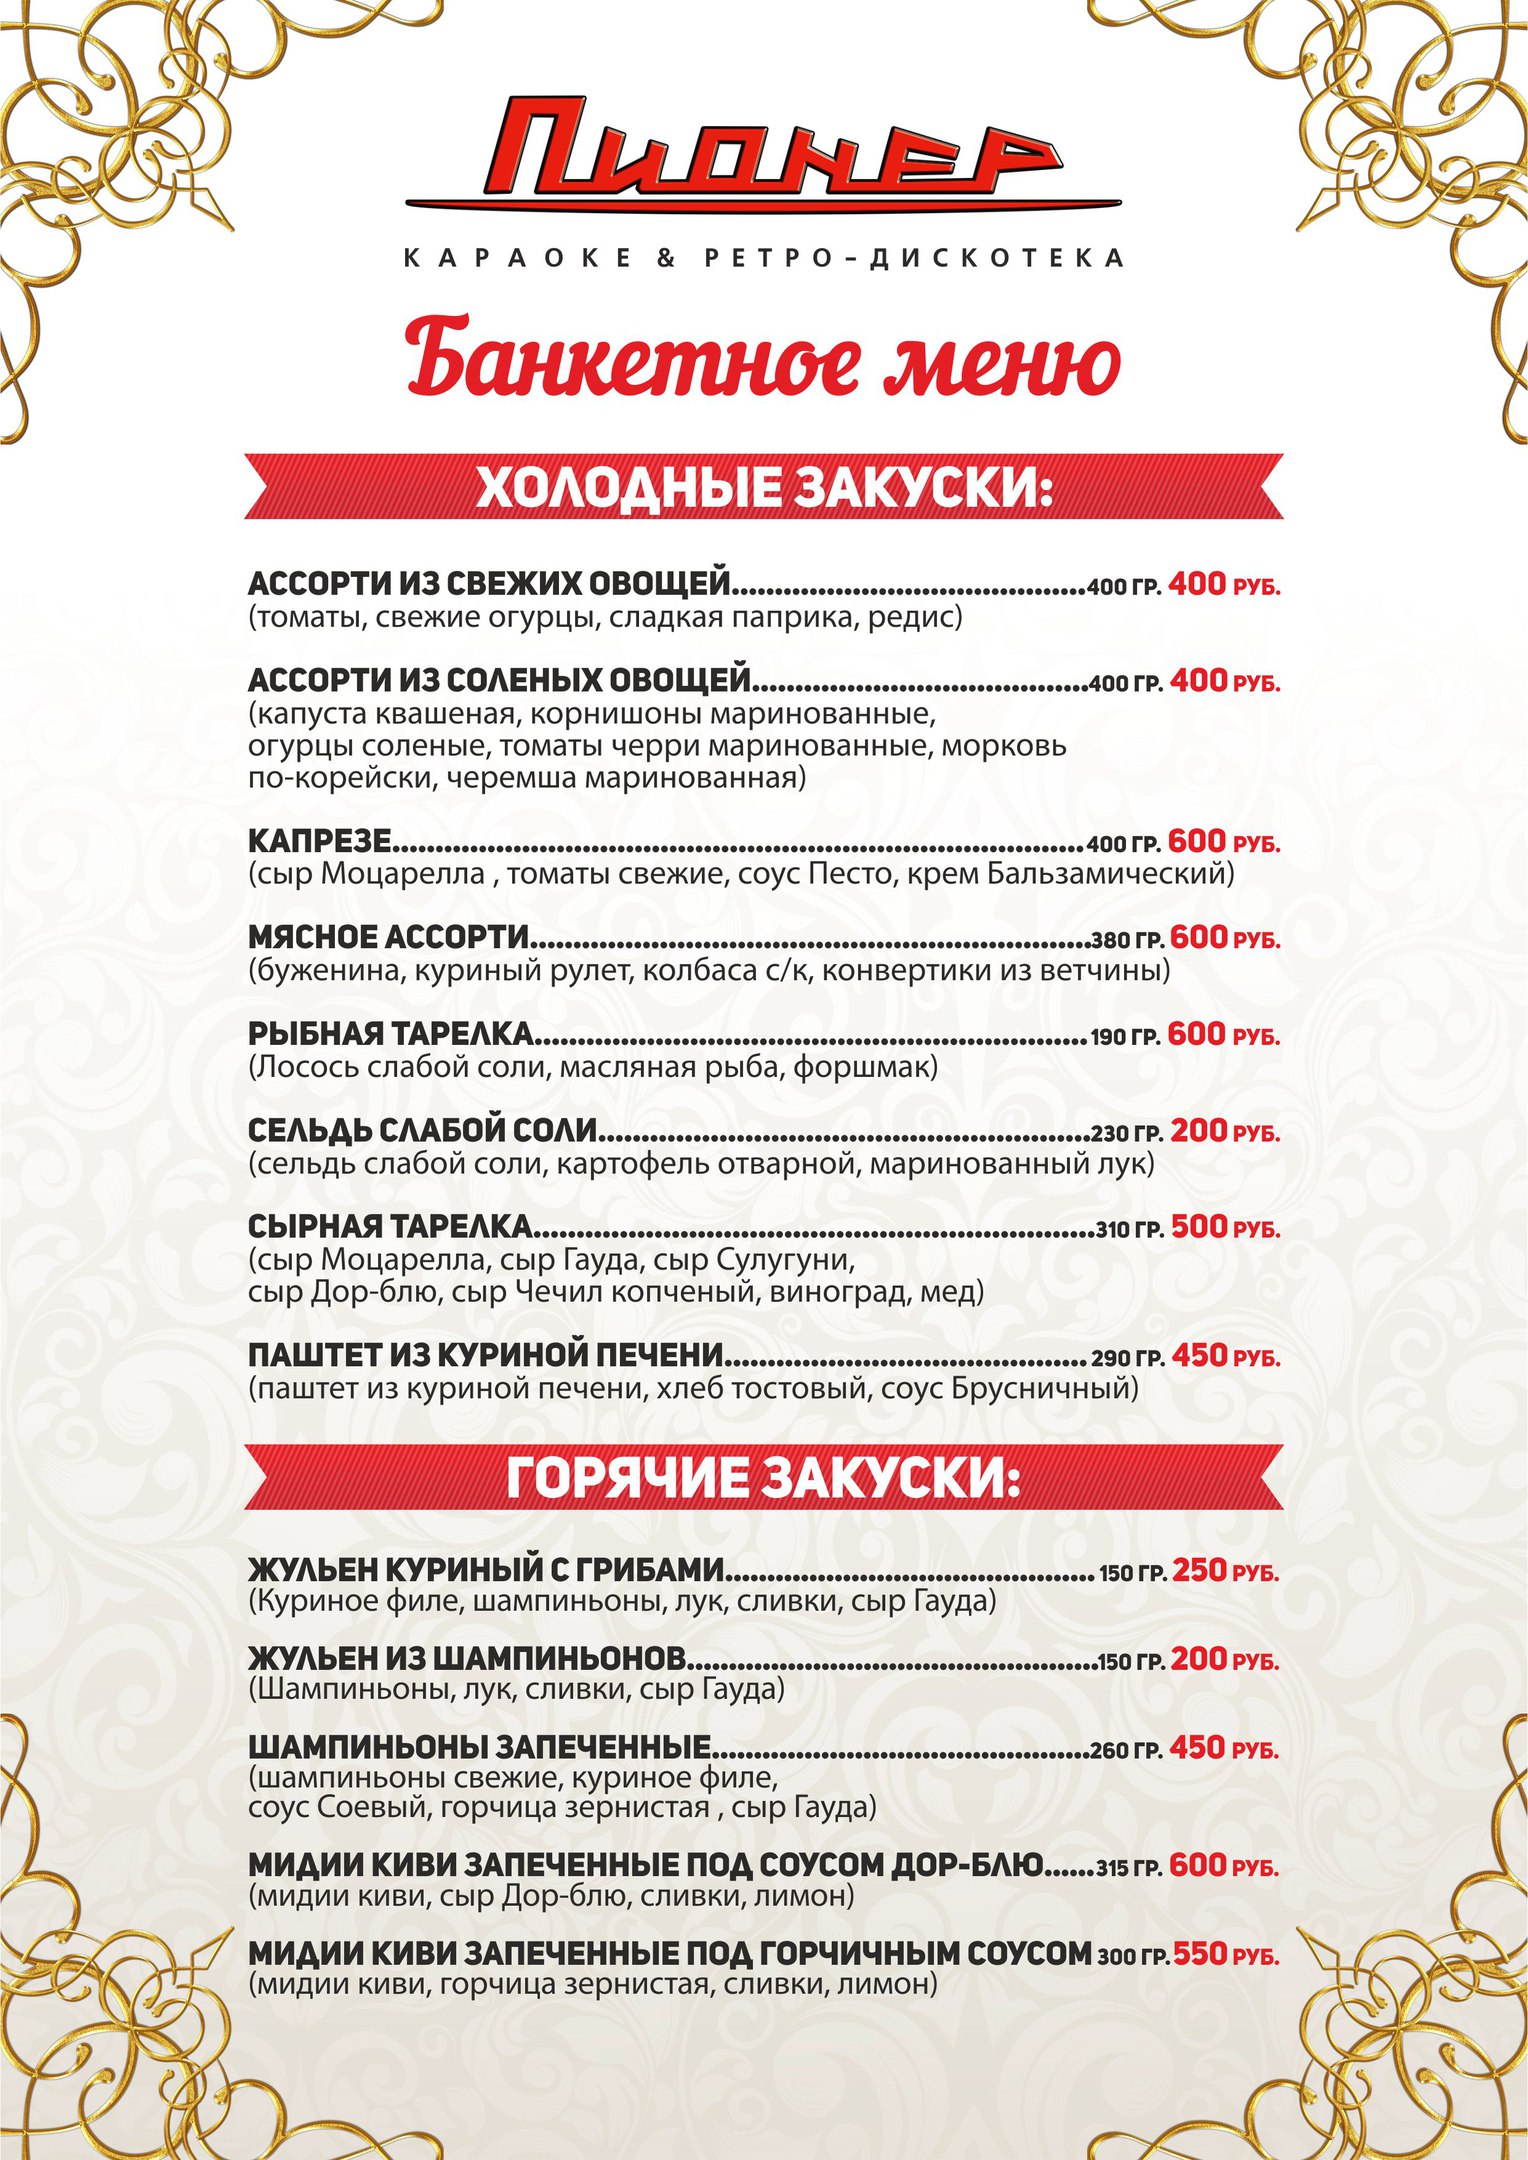 Пионер
КАРАОКЕ & РЕТРО-ДИСКОТЕКА
Банкетное меню
ХОЛОДНЫЕ ЗАКУСКИ:
АССОРТИ ИЗ СВЕЖИХ ОВОЩЕЙ.........................................400 ГР. 400 РУБ.
(томаты, свежие огурцы, сладкая паприка, редис)
АССОРТИ ИЗ СОЛЕНЫХ ОВОЩЕЙ.......................................400 ГР. 400 РУБ.
(капуста квашеная, корнишоны маринованные,
огурцы соленые, томаты черри маринованные, морковь
по-корейски, черемша маринованная)
КАПРЕЗЕ................................................................................400 ГР. 600 РУБ.
(сыр Моцарелла , томаты свежие, соус Песто, крем Бальзамический)
МЯСНОЕ АССОРТИ.................................................................380 ГР. 600 РУБ.
(буженина, куриный рулет, колбаса с/к, конвертики из ветчины)
РЫБНАЯ ТАРЕЛКА................................................................190 ГР. 600 РУБ.
(Лосось слабой соли, масляная рыба, форшмак)
СЕЛЬДЬ СЛАБОЙ СОЛИ.........................................................230 ГР. 200 РУБ.
(сельдь слабой соли, картофель отварной, маринованный лук)
СЫРНАЯ ТАРЕЛКА.................................................................310 ГР. 500 РУБ.
(сыр Моцарелла, сыр Гауда, сыр Сулугуни,
сыр Дор-блю, сыр Чечил копченый, виноград, мед)
ПАШТЕТ ИЗ КУРИНОЙ ПЕЧЕНИ.......................................... 290 ГР. 450 РУБ.
(паштет из куриной печени, хлеб тостовый, соус Брусничный)
ГОРЯЧИЕ ЗАКУСКИ:
ЖУЛЬЕН КУРИНЫЙ С ГРИБАМИ........................................... 150 ГР. 250 РУБ.
(Куриное филе, шампиньоны, лук, сливки, сыр Гауда)
ЖУЛЬЕН ИЗ ШАМПИНЬОНОВ................................................150 ГР. 200 РУБ.
(Шампиньоны, лук, сливки, сыр Гауда)
ШАМПИНЬОНЫ ЗАПЕЧЕННЫЕ............................................260 ГР. 450 РУБ.
(шампиньоны свежие, куриное филе,
соус Соевый, горчица зернистая , сыр Гауда)
МИДИИ КИВИ ЗАПЕЧЕННЫЕ ПОД СОУСОМ ДОР-БЛЮ......315 ГР. 600 РУБ.
(мидии киви, сыр Дор-блю, сливки, лимон)
МИДИИ КИВИ ЗАПЕЧЕННЫЕ ПОД ГОРЧИЧНЫМ СОУСОМ 300 ГР. 550 РУБ.
(мидии киви, горчица зернистая, сливки, лимон)